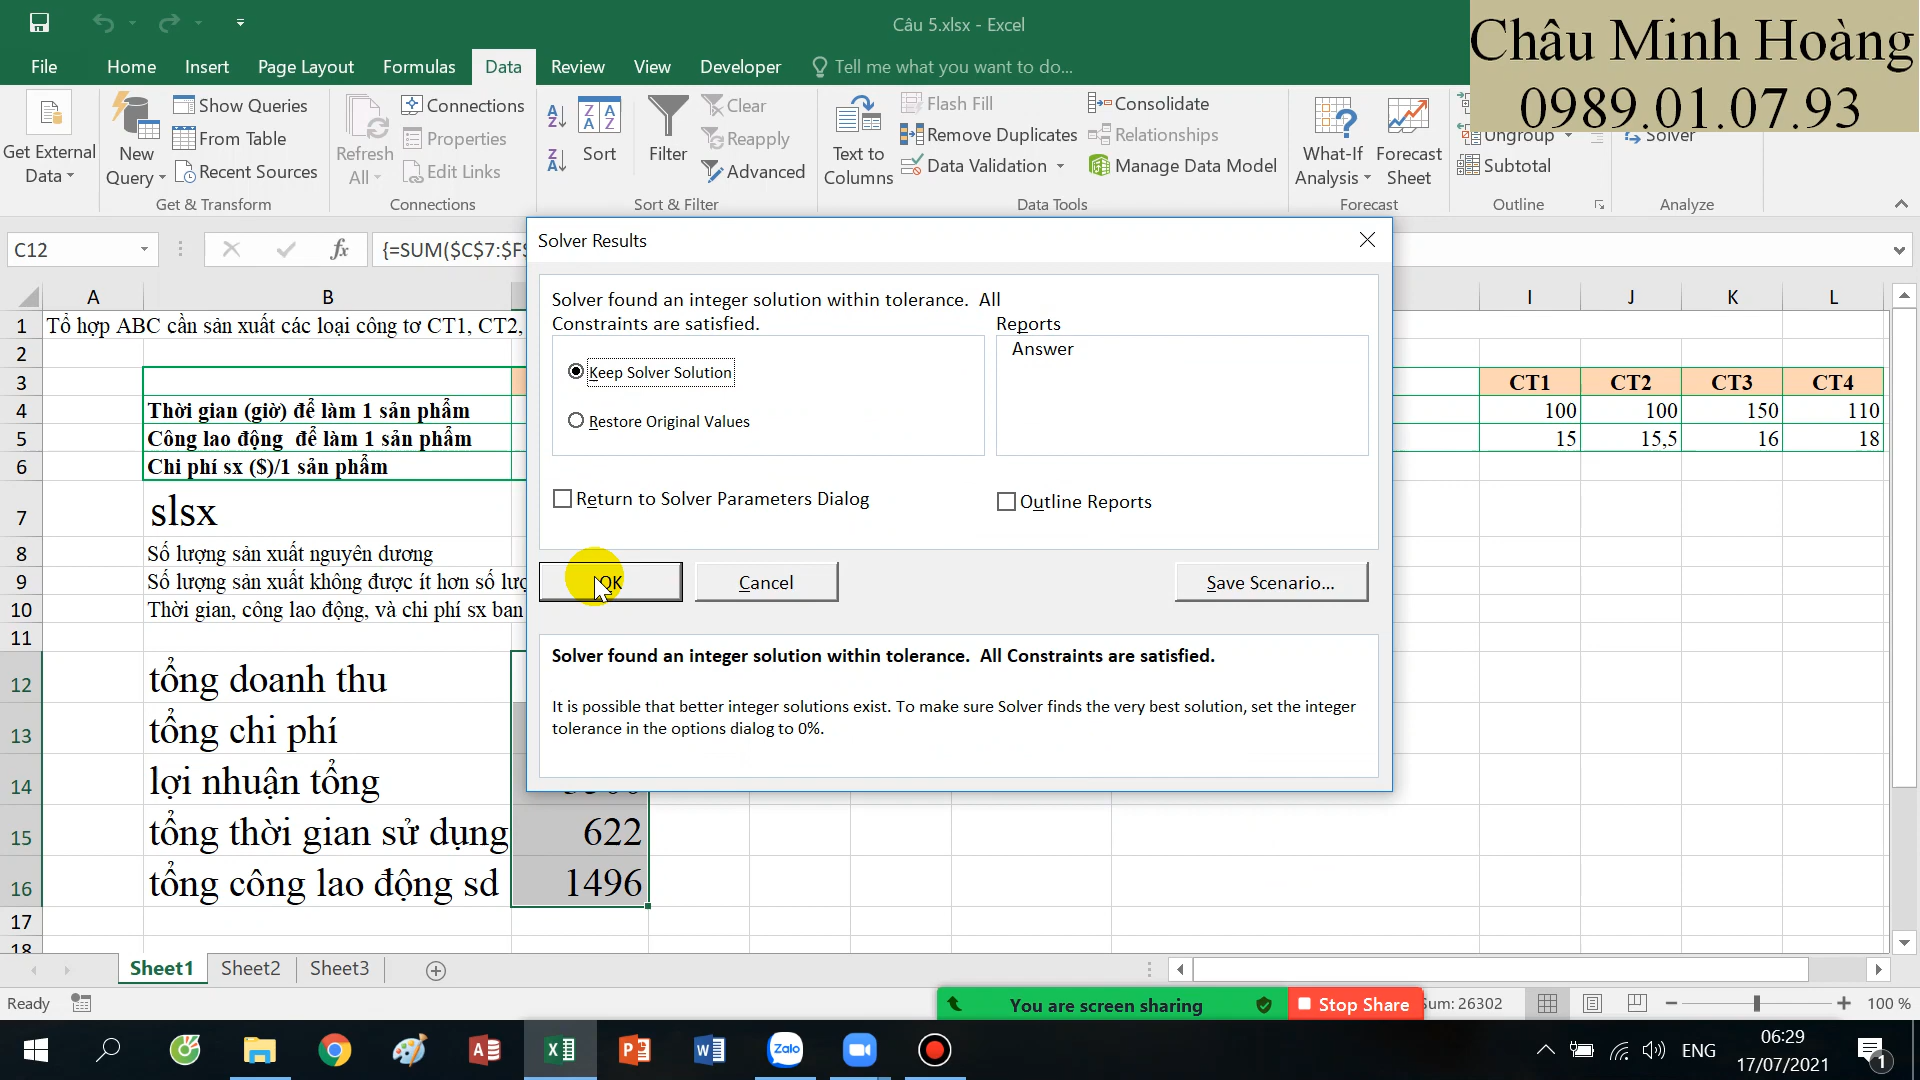 Câu 5.xlsx - Excel
Châu Minh Hoàng
0989.01.07.93
File Home Insert Page Layout Formulas Data Review View Developer Tell me what you want to do...
Get External Data
New Query
Show Queries
From Table
Recent Sources
Get & Transform
Refresh All
Connections
Properties
Edit Links
Connections
Sort
Filter
Clear
Reapply
Advanced
Sort & Filter
Text to Columns
Flash Fill
Remove Duplicates
Data Validation
Consolidate
Relationships
Manage Data Model
Data Tools
What-If Analysis
Forecast Sheet
Forecast
Ungroup
Subtotal
Outline
Solver
Analyze
C12
fx
{=SUM($C$7:$F$
A B I J K L
1 Tổ hợp ABC cần sản xuất các loại công tơ CT1, CT2,
2
3 CT1 CT2 CT3 CT4
4 Thời gian (giờ) để làm 1 sản phẩm 100 100 150 110
5 Công lao động để làm 1 sản phẩm 15 15,5 16 18
6 Chi phí sx ($)/1 sản phẩm
7 slsx
8 Số lượng sản xuất nguyên dương
9 Số lượng sản xuất không được ít hơn số lượ
10 Thời gian, công lao động, và chi phí sx ban
11
12 tổng doanh thu
13 tổng chi phí
14 lợi nhuận tổng
15 tổng thời gian sử dụng 622
16 tổng công lao động sd 1496
17
18
Solver Results
Solver found an integer solution within tolerance. All
Constraints are satisfied.
Reports
Answer
Keep Solver Solution
Restore Original Values
Return to Solver Parameters Dialog
Outline Reports
OK
Cancel
Save Scenario...
Solver found an integer solution within tolerance. All Constraints are satisfied.
It is possible that better integer solutions exist. To make sure Solver finds the very best solution, set the integer
tolerance in the options dialog to 0%.
Sheet1 Sheet2 Sheet3
Ready
You are screen sharing
Stop Share
Sum: 26302
100 %
Zalo
ENG
06:29
17/07/2021
1